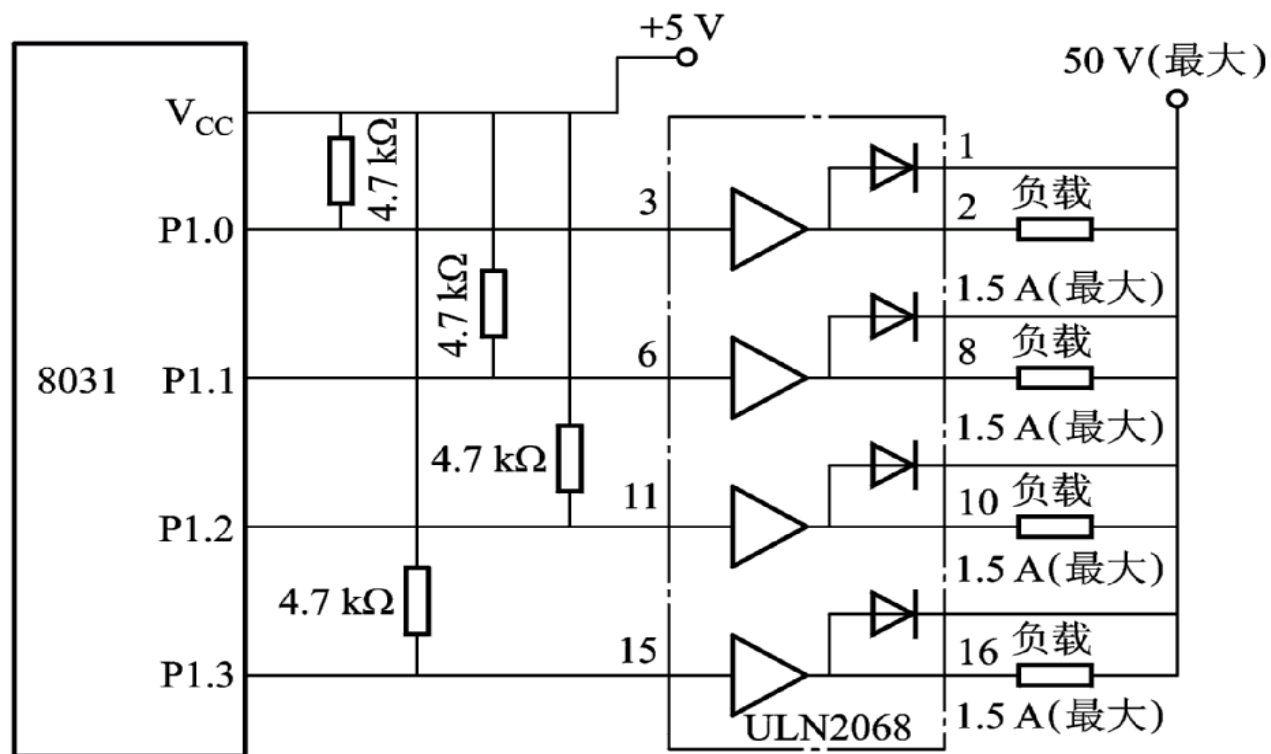 +5 V
50 V(最大)
V_CC
4.7 kΩ
1
负载
P1.0
3
2
4.7 kΩ
1.5 A(最大)
负载
8031
P1.1
6
8
1.5 A(最大)
4.7 kΩ
负载
11
10
P1.2
1.5 A(最大)
4.7 kΩ
负载
15
16
P1.3
ULN2068
1.5 A(最大)